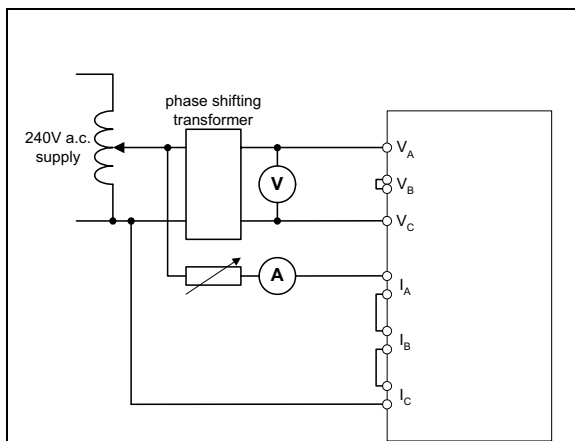 phase shifting
transformer
240V a.c.
supply
V
A
V_A
V_B
V_C
I_A
I_B
I_C